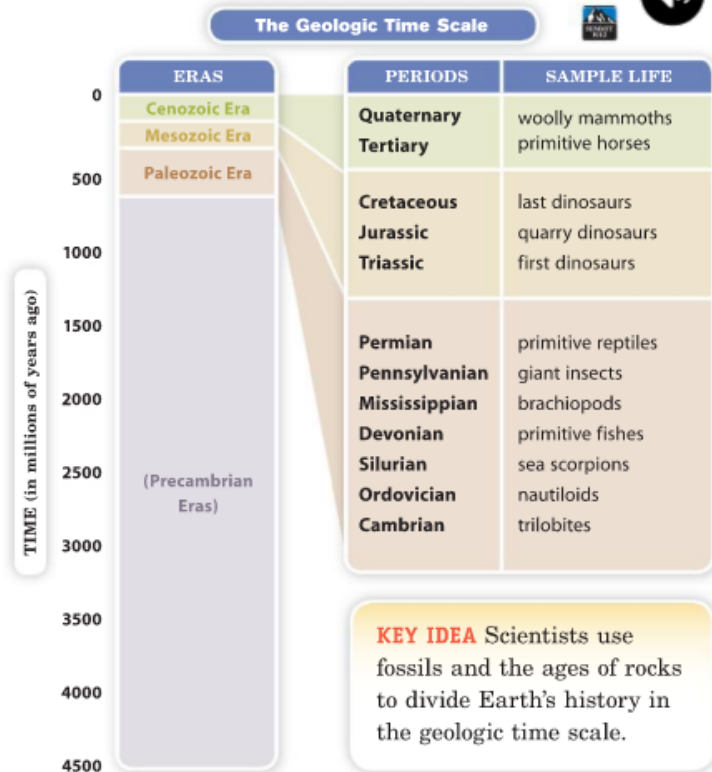 The Geologic Time Scale
ERAS
PERIODS SAMPLE LIFE
0
Cenozoic Era
Mesozoic Era
Paleozoic Era
(Precambrian
Eras)
500
1000
1500
2000
2500
3000
3500
4000
4500
TIME (in millions of years ago)
Quaternary woolly mammoths
Tertiary primitive horses
Cretaceous last dinosaurs
Jurassic quarry dinosaurs
Triassic first dinosaurs
Permian primitive reptiles
Pennsylvanian giant insects
Mississippian brachiopods
Devonian primitive fishes
Silurian sea scorpions
Ordovician nautiloids
Cambrian trilobites
KEY IDEA Scientists use
fossils and the ages of rocks
to divide Earth's history in
the geologic time scale.